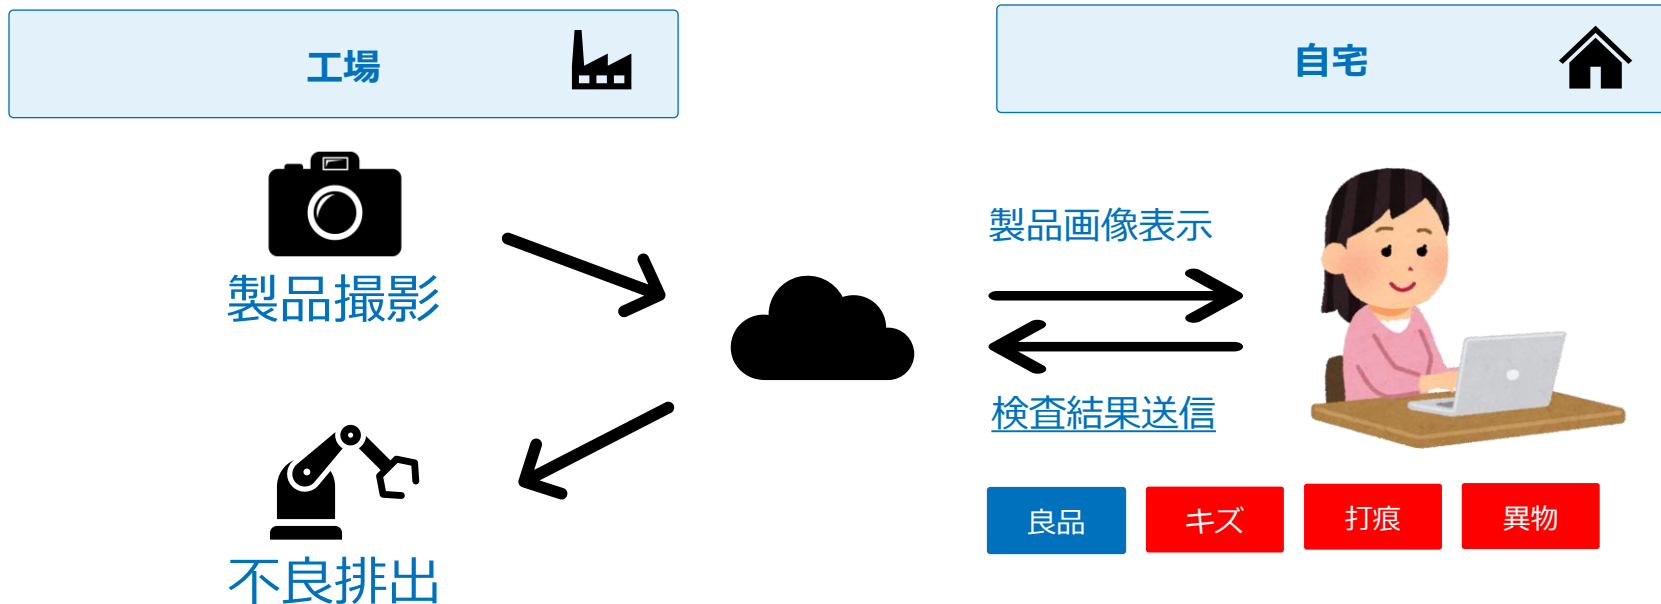 工場
自宅
製品撮影
製品画像表示
検査結果送信
不良排出
良品
キズ
打痕
異物